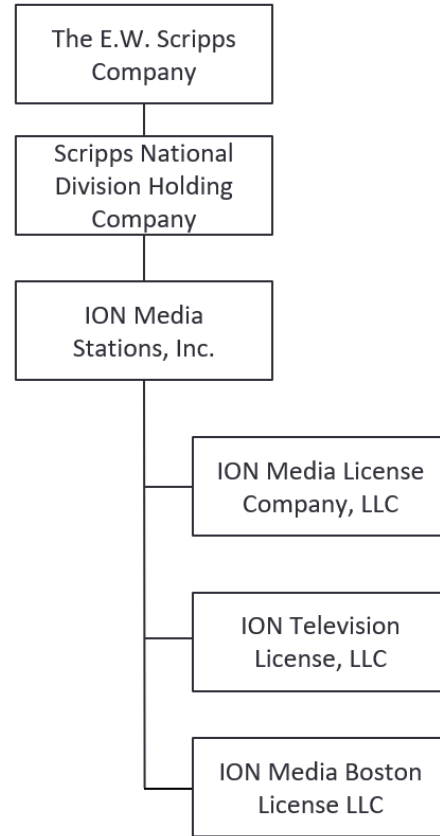 The E.W. Scripps
Company
Scripps National
Division Holding
Company
ION Media
Stations, Inc.
ION Media License
Company, LLC
ION Television
License, LLC
ION Media Boston
License LLC